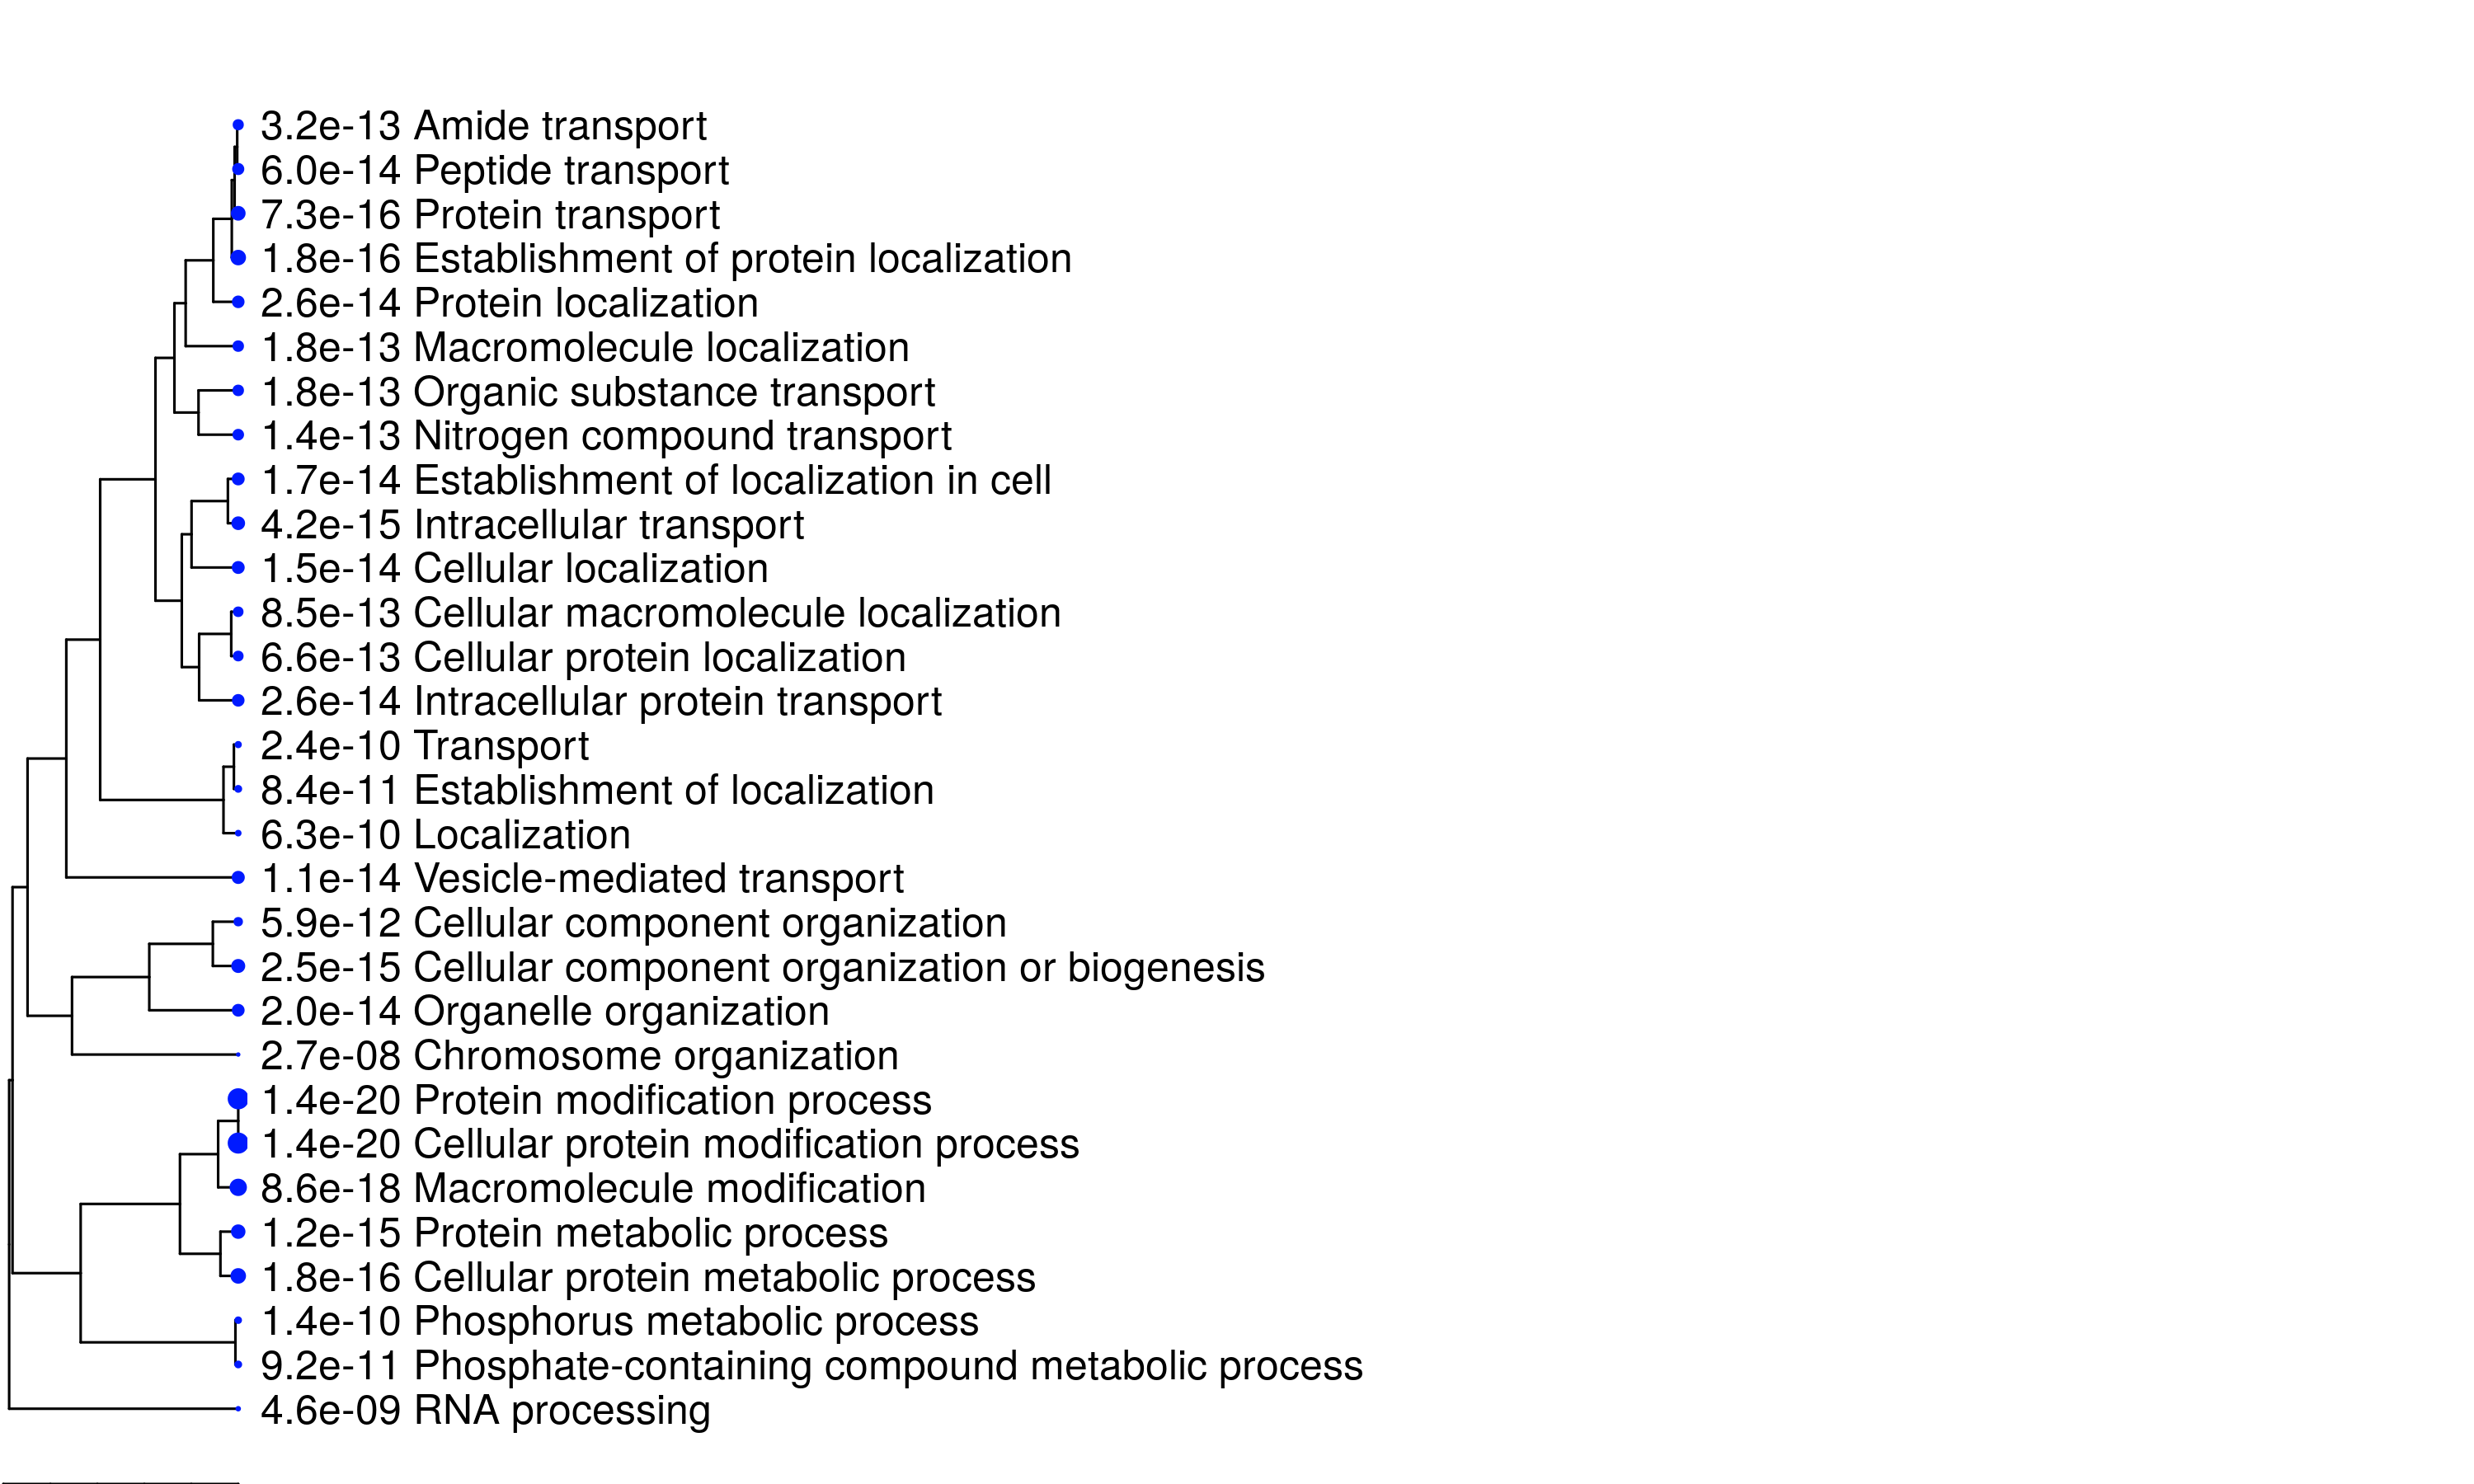 3.2e-13 Amide transport
6.0e-14 Peptide transport
7.3e-16 Protein transport
1.8e-16 Establishment of protein localization
2.6e-14 Protein localization
1.8e-13 Macromolecule localization
1.8e-13 Organic substance transport
1.4e-13 Nitrogen compound transport
1.7e-14 Establishment of localization in cell
4.2e-15 Intracellular transport
1.5e-14 Cellular localization
8.5e-13 Cellular macromolecule localization
6.6e-13 Cellular protein localization
2.6e-14 Intracellular protein transport
2.4e-10 Transport
8.4e-11 Establishment of localization
6.3e-10 Localization
1.1e-14 Vesicle-mediated transport
5.9e-12 Cellular component organization
2.5e-15 Cellular component organization or biogenesis
2.0e-14 Organelle organization
2.7e-08 Chromosome organization
1.4e-20 Protein modification process
1.4e-20 Cellular protein modification process
8.6e-18 Macromolecule modification
1.2e-15 Protein metabolic process
1.8e-16 Cellular protein metabolic process
1.4e-10 Phosphorus metabolic process
9.2e-11 Phosphate-containing compound metabolic process
4.6e-09 RNA processing